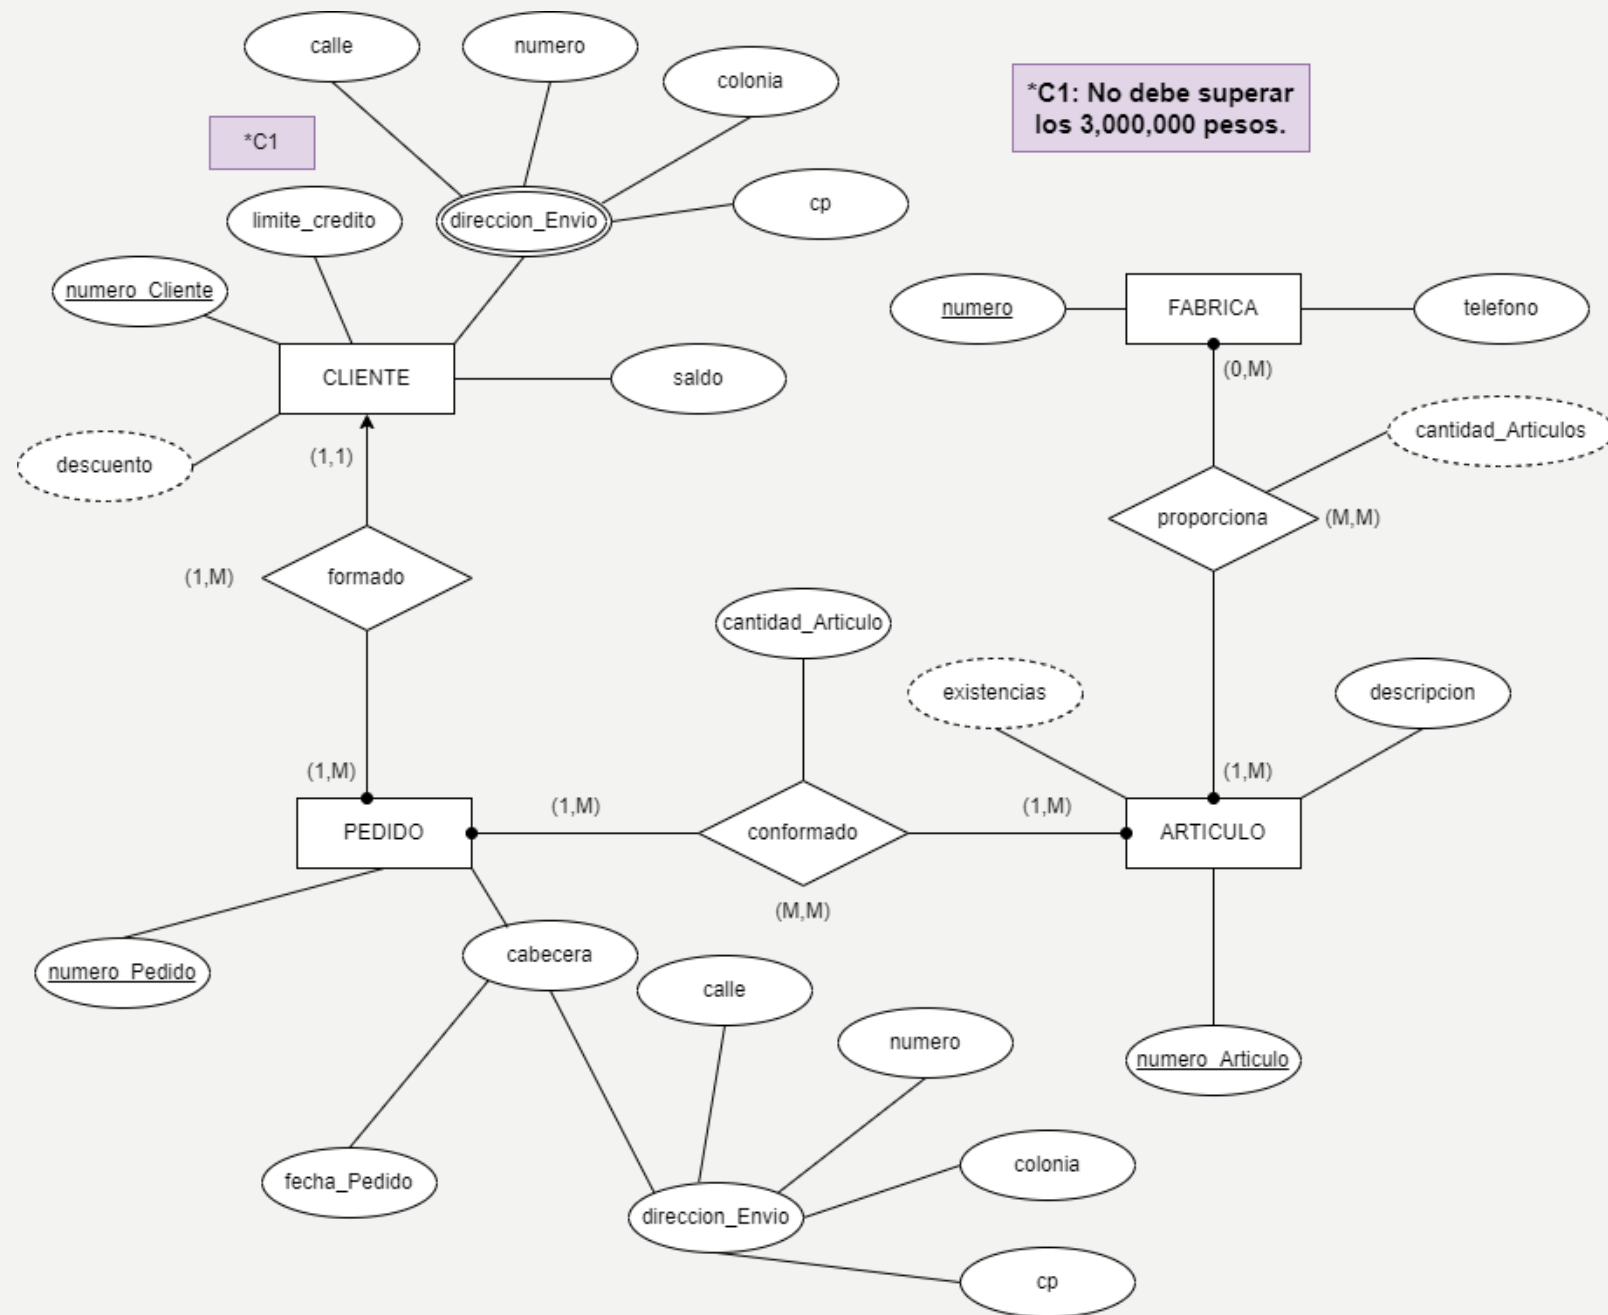 calle
numero
colonia
*C1: No debe superar
los 3,000,000 pesos.
*C1
limite_credito
direccion_Envio
cp
numero_Cliente
numero
FABRICA
telefono
CLIENTE
saldo
(0,M)
descuento
(1,1)
cantidad_Articulos
proporciona
(M,M)
(1,M)
formado
cantidad_Articulo
existencias
descripcion
(1,M)
(1,M)
PEDIDO
(1,M)
conformado
(1,M)
ARTICULO
(M,M)
numero_Pedido
cabecera
calle
numero
numero_Articulo
fecha_Pedido
direccion_Envio
colonia
cp